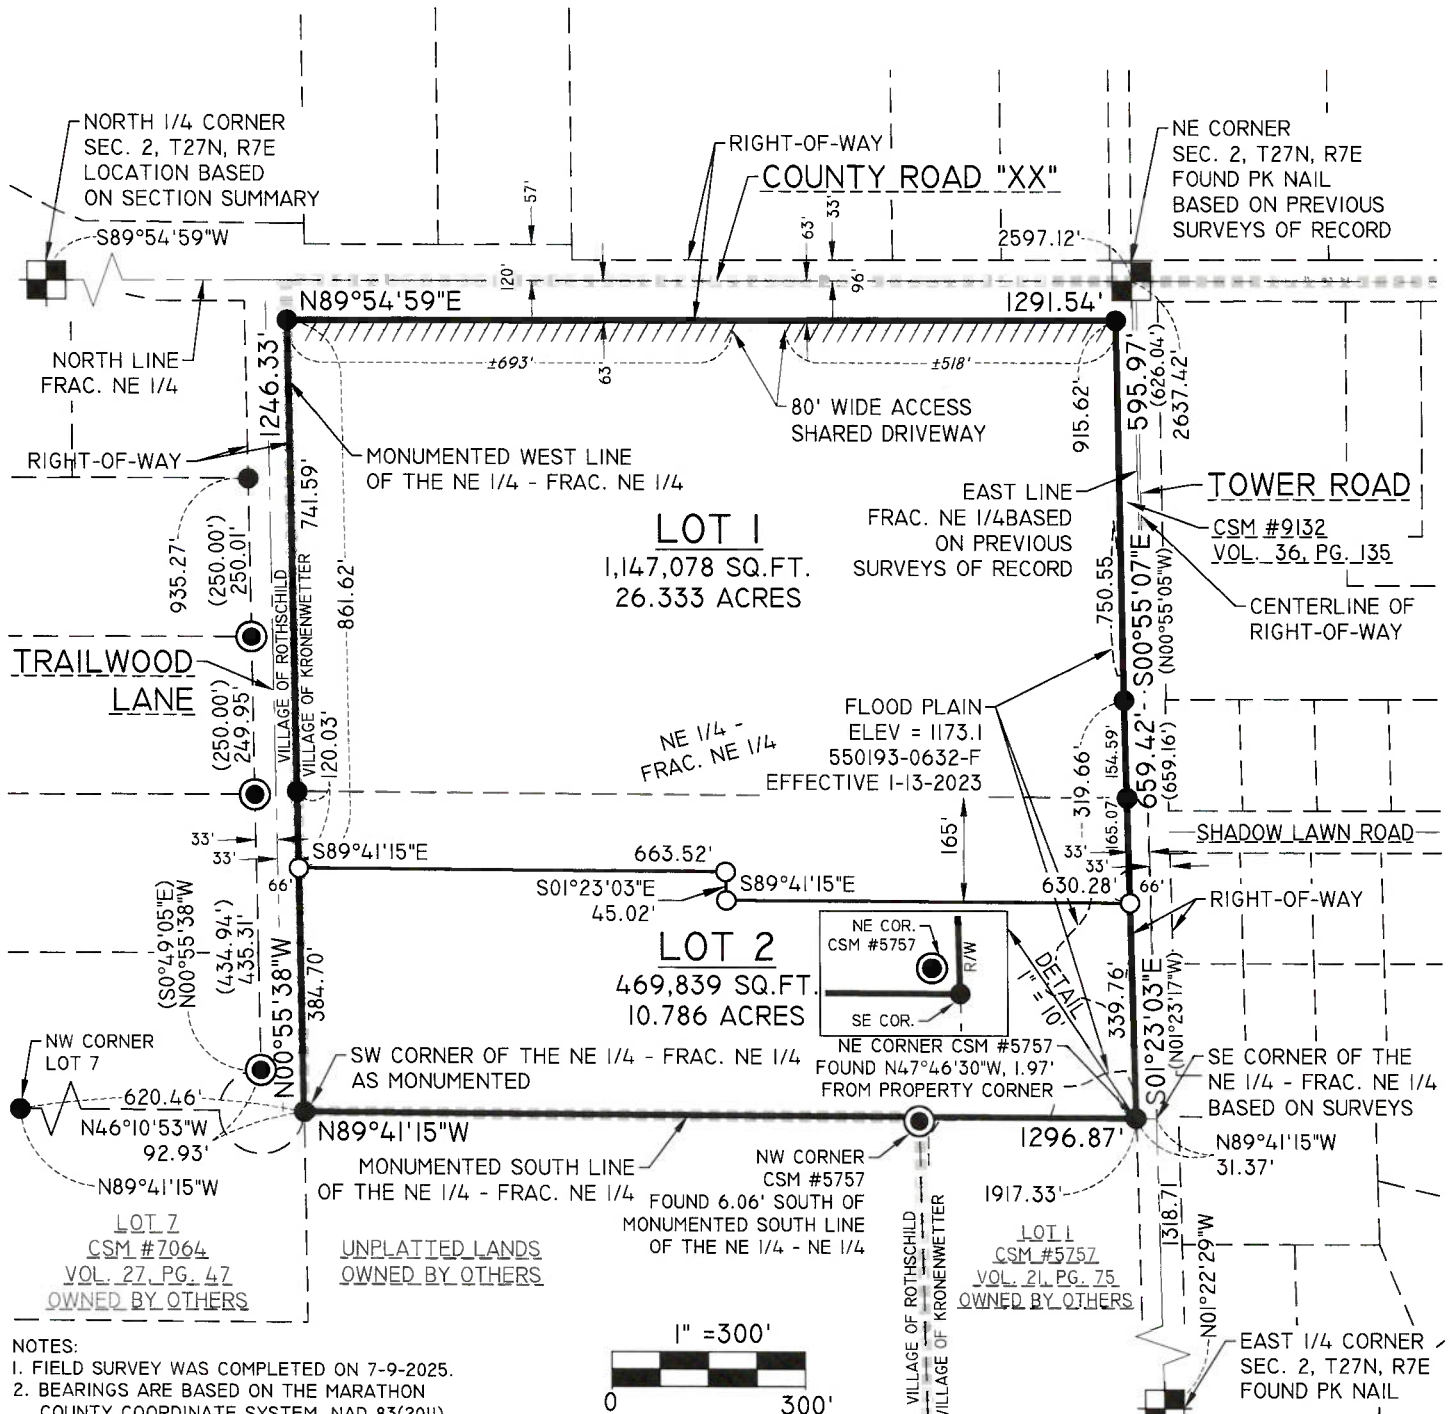 NORTH 1/4 CORNER
SEC. 2, T27N, R7E
LOCATION BASED
ON SECTION SUMMARY
S89°54'59"W
57'
RIGHT-OF-WAY
COUNTY ROAD "XX"
63'
33'
NE CORNER
SEC. 2, T27N, R7E
FOUND PK NAIL
BASED ON PREVIOUS
SURVEYS OF RECORD
2597.12'
120'
96'
N89°54'59"E
1291.54'
NORTH LINE
FRAC. NE 1/4
1246.33'
±693'
63'
±518'
80' WIDE ACCESS
SHARED DRIVEWAY
915.62'
595.97'
(626.04')
2637.42'
RIGHT-OF-WAY
MONUMENTED WEST LINE
OF THE NE 1/4 - FRAC. NE 1/4
741.59'
861.62'
935.27'
(250.00')
250.01'
LOT 1
1,147,078 SQ.FT.
26.333 ACRES
EAST LINE
FRAC. NE 1/4BASED
ON PREVIOUS
SURVEYS OF RECORD
TOWER ROAD
CSM #9132
VOL. 36, PG. 135
750.55
S00°55'07"E
(N00°55'05"W)
CENTERLINE OF
RIGHT-OF-WAY
TRAILWOOD
LANE
VILLAGE OF ROTHSCHILD
VILLAGE OF KRONENWETTER
(250.00')
249.95'
120.03'
NE 1/4 -
FRAC. NE 1/4
FLOOD PLAIN
ELEV = 1173.1
550193-0632-F
EFFECTIVE 1-13-2023
319.66'
154.59'
659.42'
(659.16')
165.07'
165'
SHADOW LAWN ROAD
33'
33'
66'
33'
33'
66'
S89°41'15"E
663.52'
S01°23'03"E
45.02'
S89°41'15"E
630.28'
RIGHT-OF-WAY
(S0°49'05"E)
N00°55'38"W
(434.94')
435.31'
N00°55'38"W
384.70'
LOT 2
469,839 SQ.FT.
10.786 ACRES
NE COR.
CSM #5757
R/W
SE COR.
DETAIL
1" = 10'
339.76'
S01°23'03"E
(N01°23'17"W)
NW CORNER
LOT 7
620.46'
N46°10'53"W
92.93'
N89°41'15"W
SW CORNER OF THE NE 1/4 - FRAC. NE 1/4
AS MONUMENTED
NE CORNER CSM #5757
FOUND N47°46'30"W, 1.97'
FROM PROPERTY CORNER
SE CORNER OF THE
NE 1/4 - FRAC. NE 1/4
BASED ON SURVEYS
N89°41'15"W
1296.87'
N89°41'15"W
31.37'
MONUMENTED SOUTH LINE
OF THE NE 1/4 - FRAC. NE 1/4
NW CORNER
CSM #5757
FOUND 6.06' SOUTH OF
MONUMENTED SOUTH LINE
OF THE NE 1/4 - NE 1/4
1917.33'
1318.71
N01°22'29"W
LOT 7
CSM #7064
VOL. 27, PG. 47
OWNED BY OTHERS
UNPLATTED LANDS
OWNED BY OTHERS
VILLAGE OF ROTHSCHILD
VILLAGE OF KRONENWETTER
LOT 1
CSM #5757
VOL. 21, PG. 75
OWNED BY OTHERS
EAST 1/4 CORNER
SEC. 2, T27N, R7E
FOUND PK NAIL
1" =300'
0
300'
NOTES:
1. FIELD SURVEY WAS COMPLETED ON 7-9-2025.
2. BEARINGS ARE BASED ON THE MARATHON
COUNTY COORDINATE SYSTEM, NAD 83(2011)